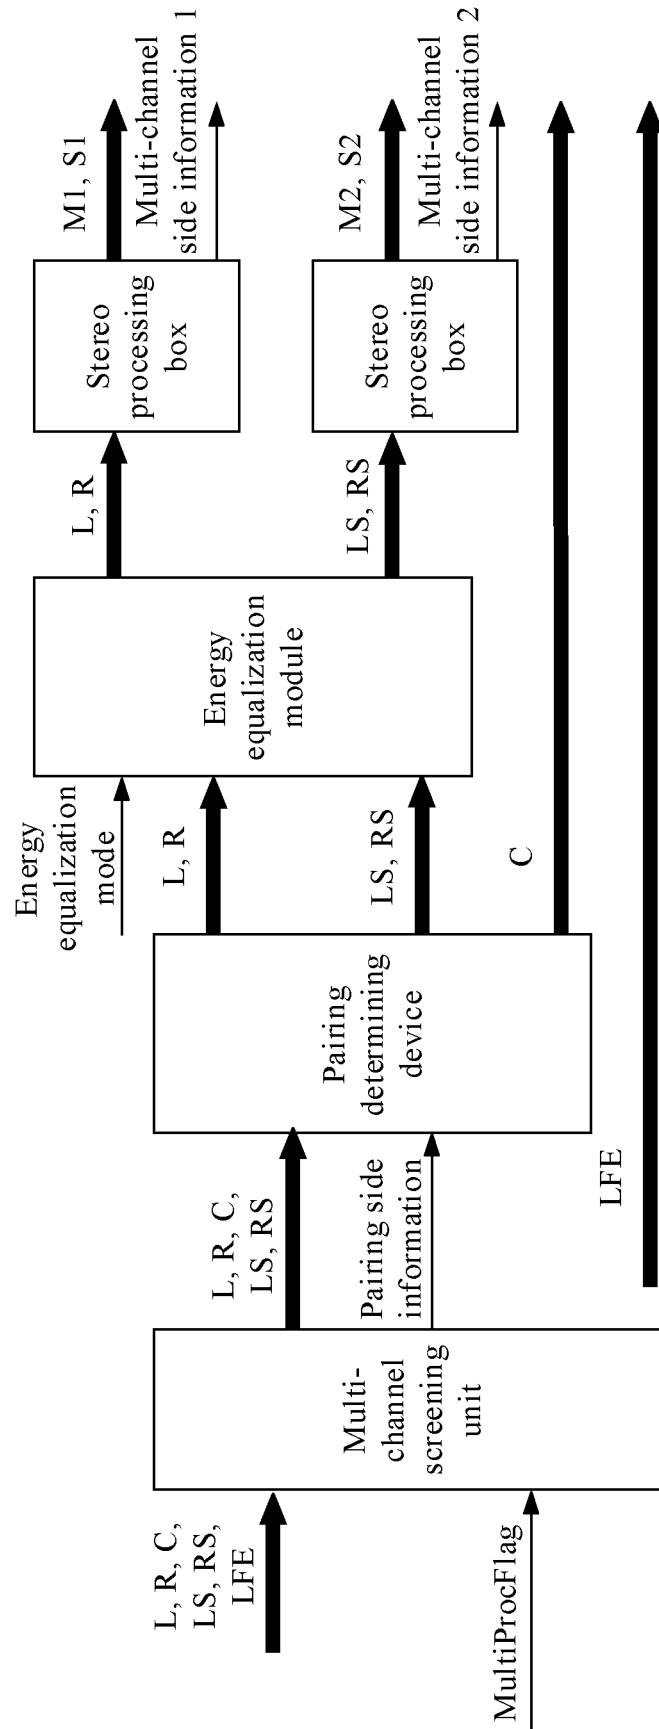 L, R, C,
LS, RS,
LFE
MultiProcFlag
Multi-
channel
screening
unit
L, R, C,
LS, RS
Pairing side
information
LFE
Pairing
determining
device
Energy
equalization
mode
L, R
LS, RS
C
Energy
equalization
module
L, R
LS, RS
Stereo
processing
box
Stereo
processing
box
M1, S1
Multi-channel
side information 1
M2, S2
Multi-channel
side information 2